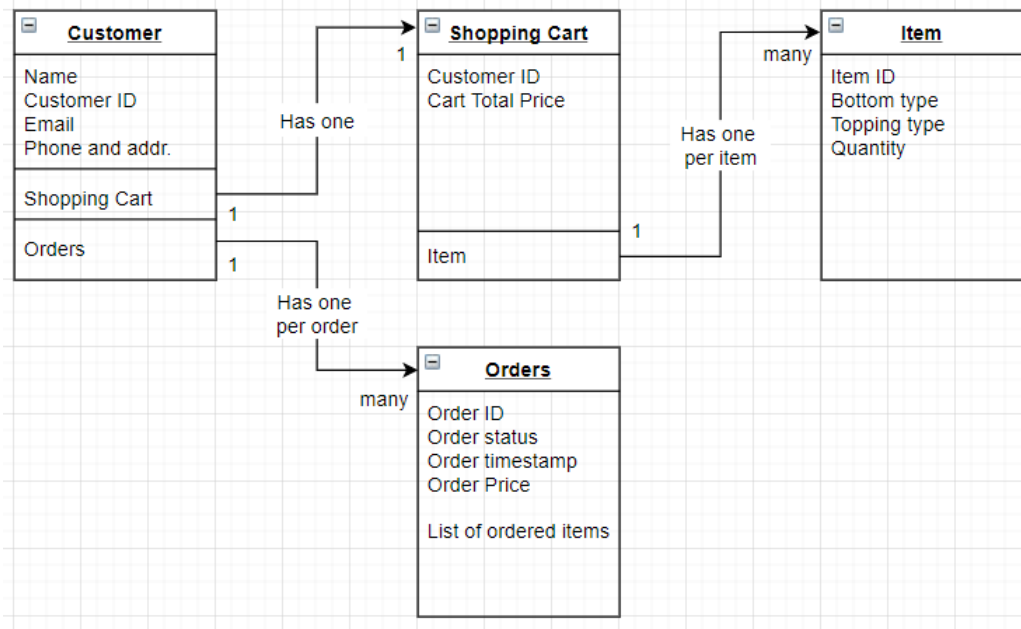 Customer
Name
Customer ID
Email
Phone and addr.
Shopping Cart
Orders
1
1
Has one
1
Shopping Cart
Customer ID
Cart Total Price
Item
1
Has one
per item
many
Item
Item ID
Bottom type
Topping type
Quantity
Has one
per order
many
Orders
Order ID
Order status
Order timestamp
Order Price
List of ordered items